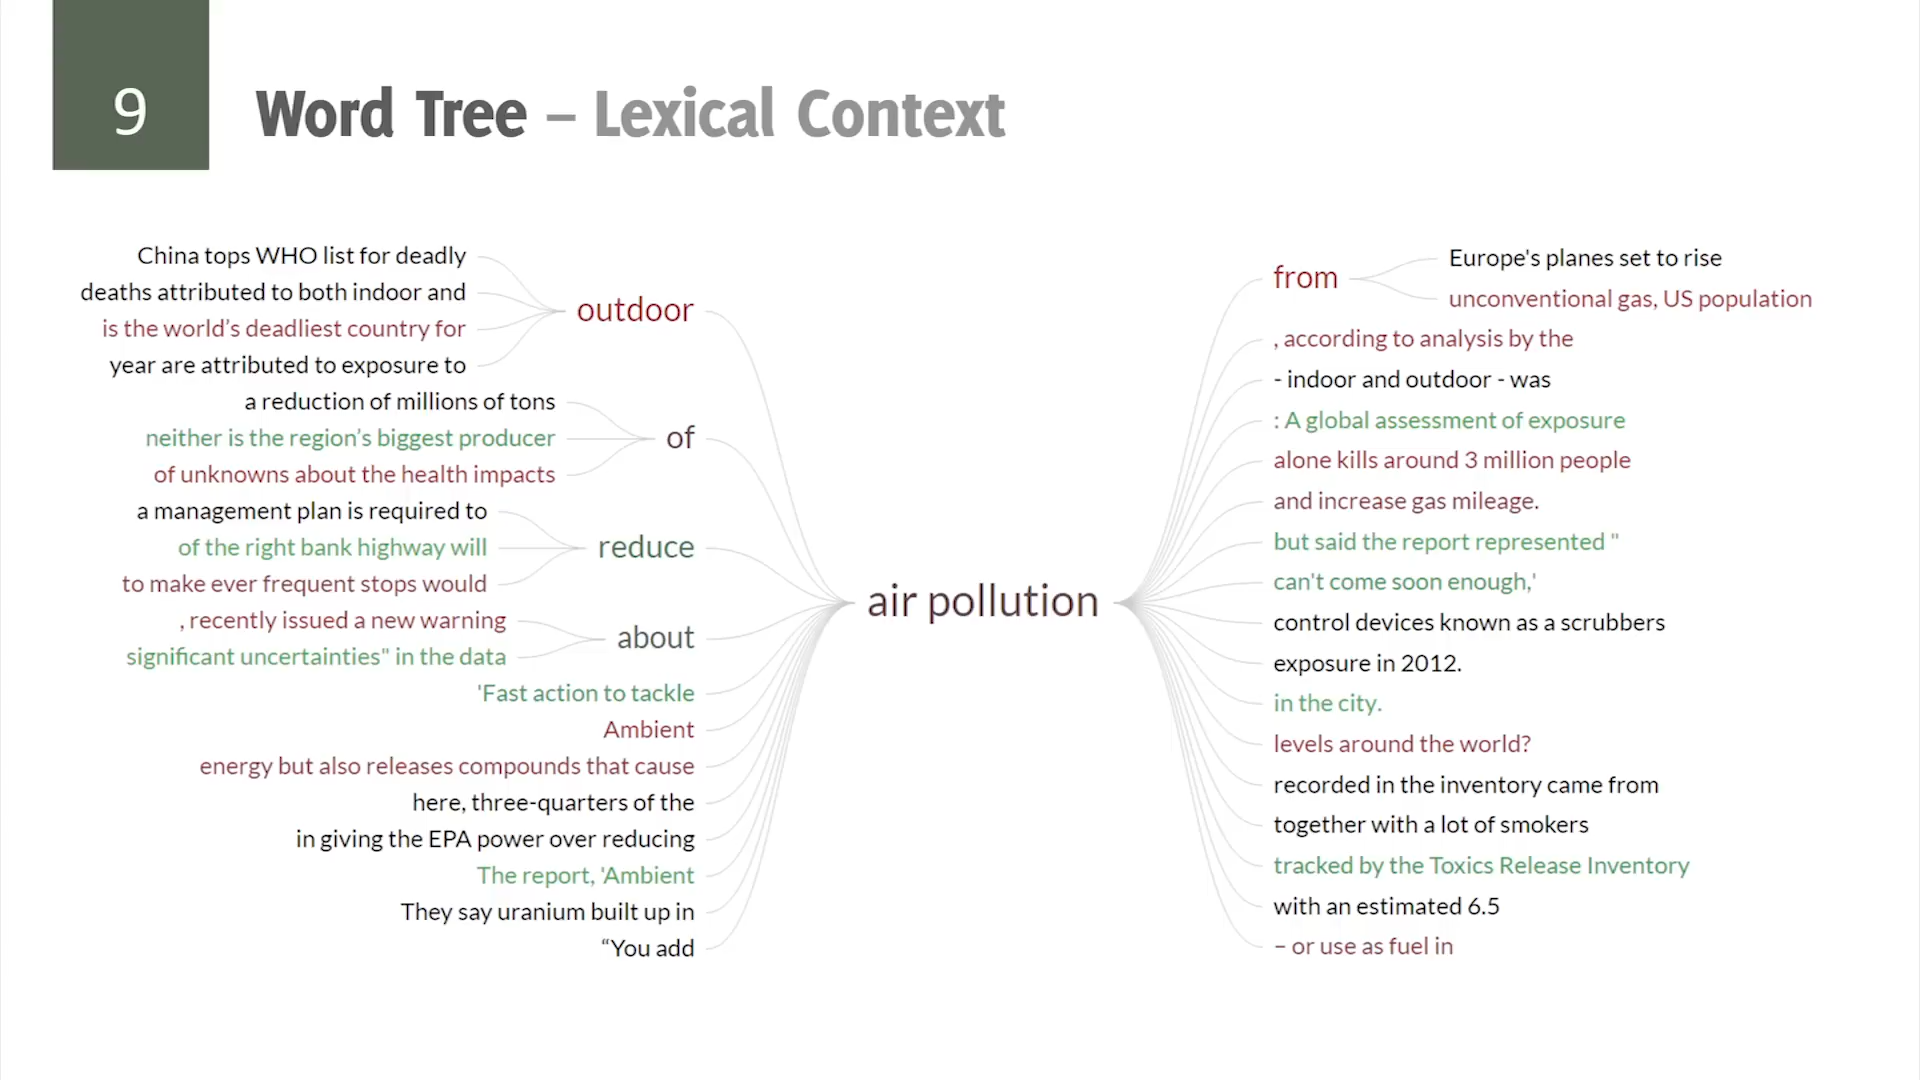 9
Word Tree – Lexical Context
China tops WHO list for deadly
deaths attributed to both indoor and
is the world’s deadliest country for
year are attributed to exposure to
outdoor
a reduction of millions of tons
neither is the region’s biggest producer
of unknowns about the health impacts
of
a management plan is required to
of the right bank highway will
to make ever frequent stops would
reduce
, recently issued a new warning
significant uncertainties" in the data
about
'Fast action to tackle
Ambient
energy but also releases compounds that cause
here, three-quarters of the
in giving the EPA power over reducing
The report, 'Ambient
They say uranium built up in
“You add
air pollution
from
Europe's planes set to rise
unconventional gas, US population
, according to analysis by the
- indoor and outdoor - was
: A global assessment of exposure
alone kills around 3 million people
and increase gas mileage.
but said the report represented "
can't come soon enough,'
control devices known as a scrubbers
exposure in 2012.
in the city.
levels around the world?
recorded in the inventory came from
together with a lot of smokers
tracked by the Toxics Release Inventory
with an estimated 6.5
– or use as fuel in